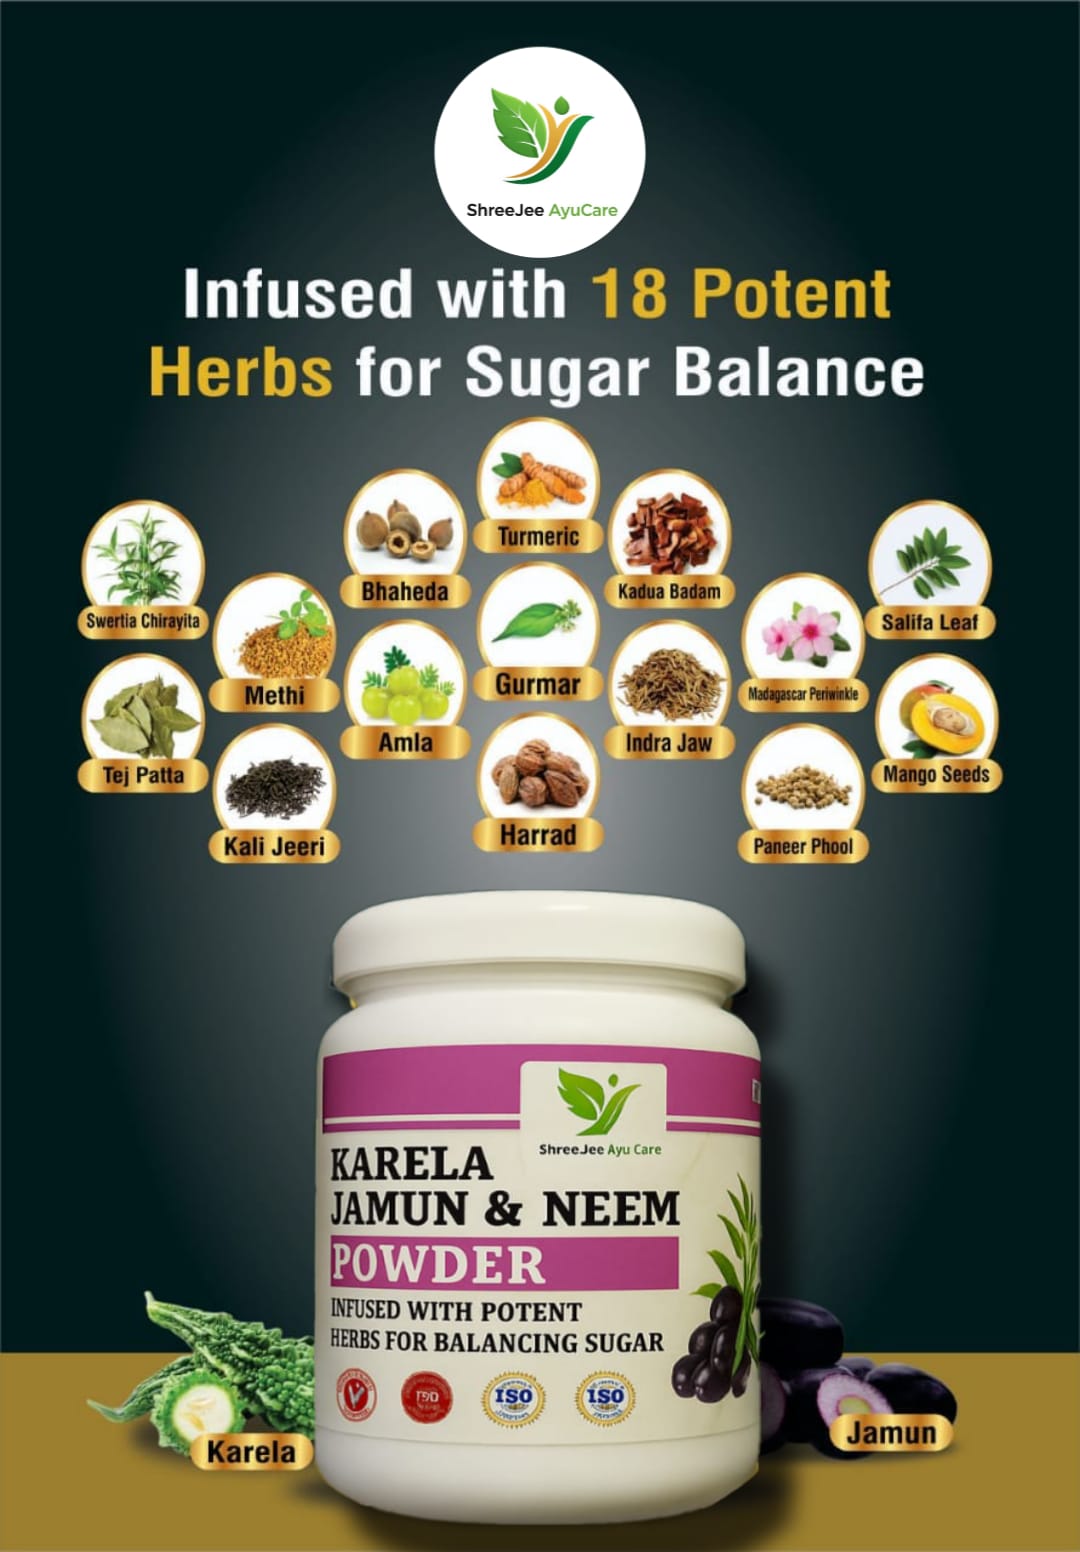 ShreeJee AyuCare
Infused with 18 Potent
Herbs for Sugar Balance
Turmeric
Bhaheda
Kadua Badam
Swertia Chirayita
Salifa Leaf
Methi
Gurmar
Madagascar Periwinkle
Amla
Indra Jaw
Tej Patta
Mango Seeds
Kali Jeeri
Harrad
Paneer Phool
ShreeJee Ayu Care
KARELA
JAMUN & NEEM
POWDER
INFUSED WITH POTENT
HERBS FOR BALANCING SUGAR
ISO
ISO
Karela
Jamun